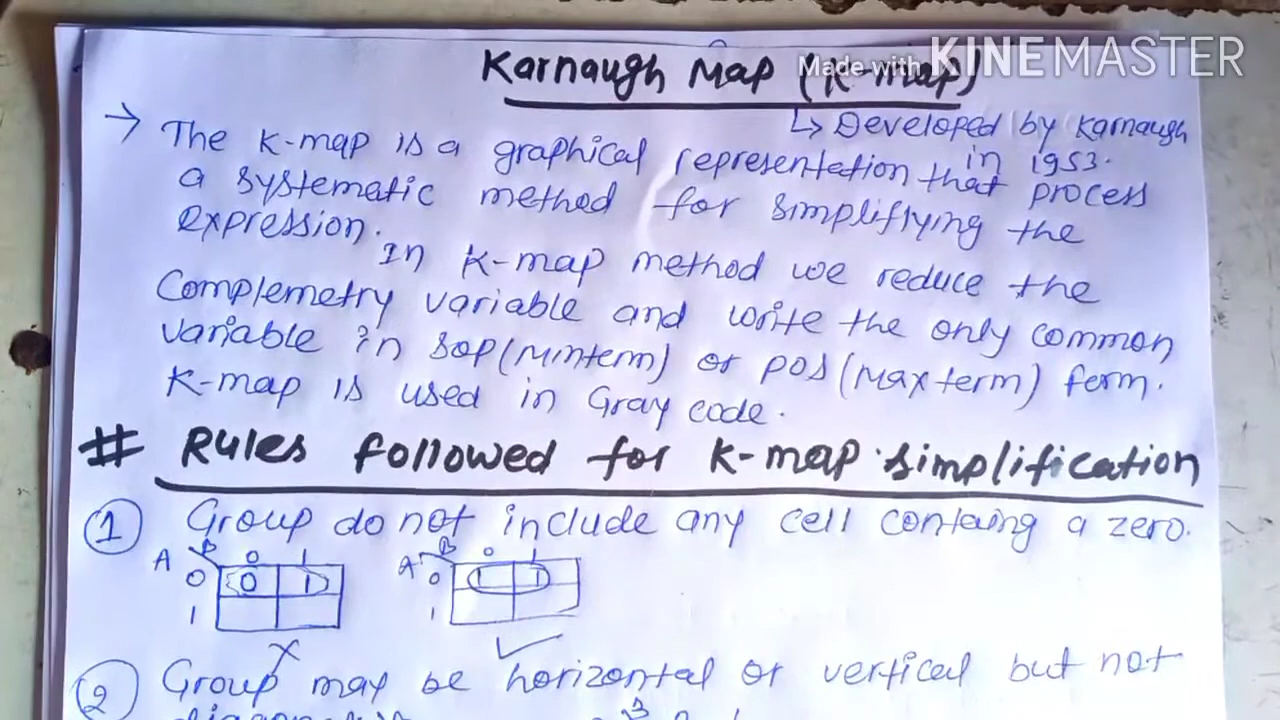 Karnaugh Map (K-map)
Made with KINEMASTER
↳ Developed by Karnaugh
in 1953.
→ The K-map is a graphical representation that process
a systematic method for simplifiying the
expression.
In K-map method we reduce the
Complemetry variable and write the only common
variable in SOP (Minterm) or POS (Maxterm) form.
K-map is used in Gray code.
# Rules followed for K-map simplification
① Group do not include any cell containg a zero.
A B 0 1
0 0 1
1
A B 0 1
0 1 1
1
✗ ✓
② Group may be horizontal or vertical but not